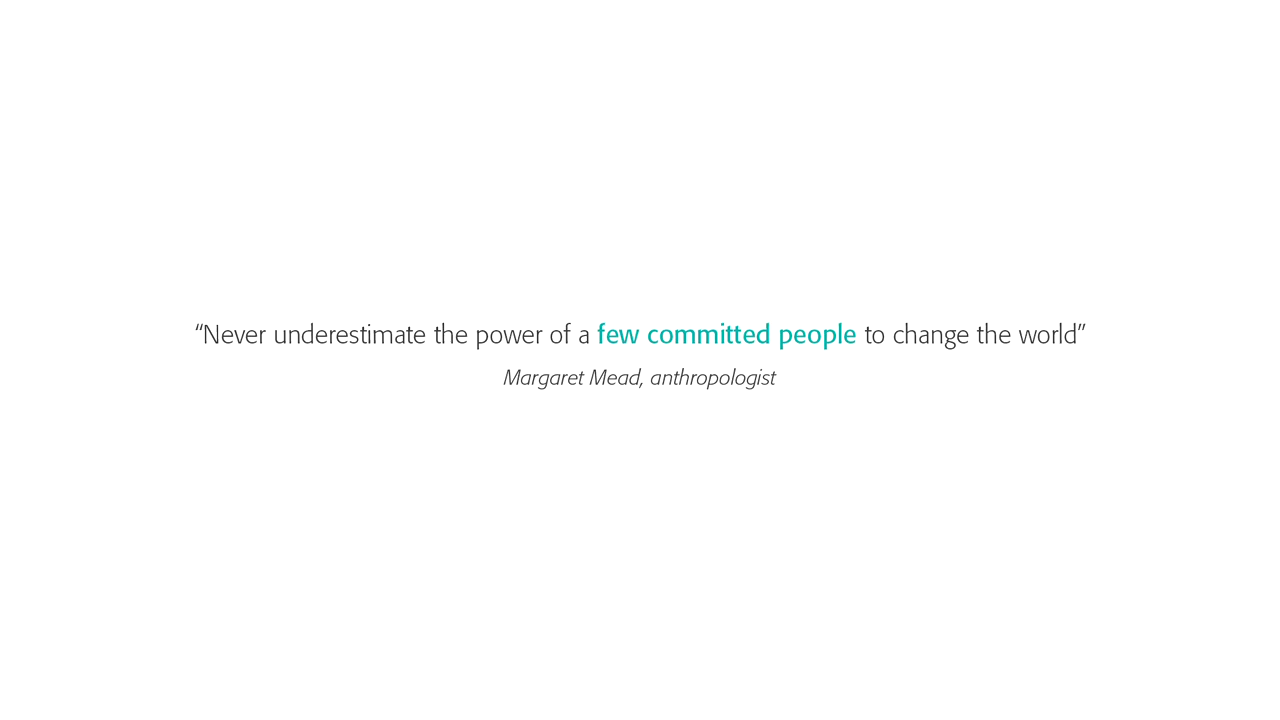 “Never underestimate the power of a few committed people to change the world”
Margaret Mead, anthropologist